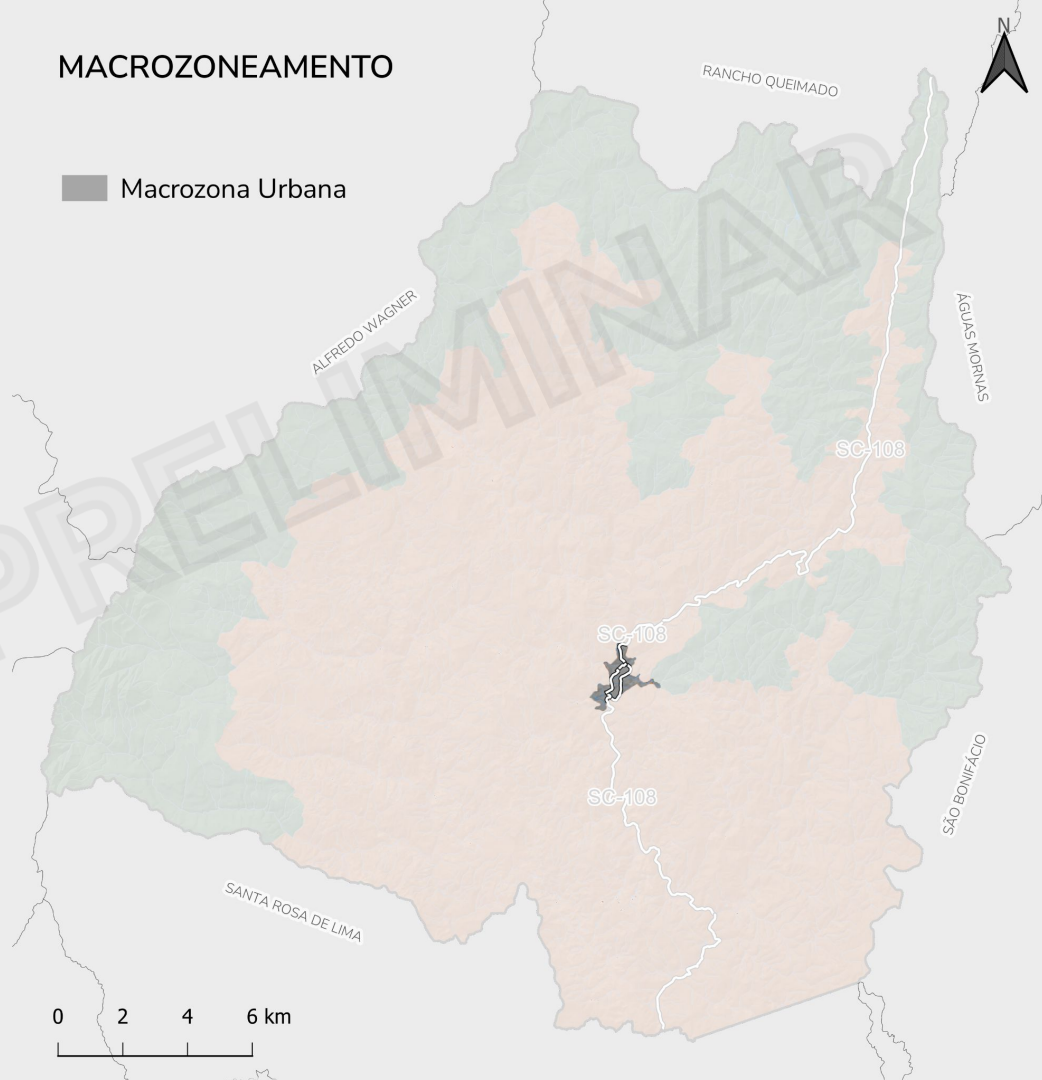 MACROZONEAMENTO
N
RANCHO QUEIMADO
Macrozona Urbana
PRELIMINAR
ALFREDO WAGNER
ÁGUAS MORNAS
SC-108
SC-108
SÃO BONIFÁCIO
SC-108
SANTA ROSA DE LIMA
0 2 4 6 km